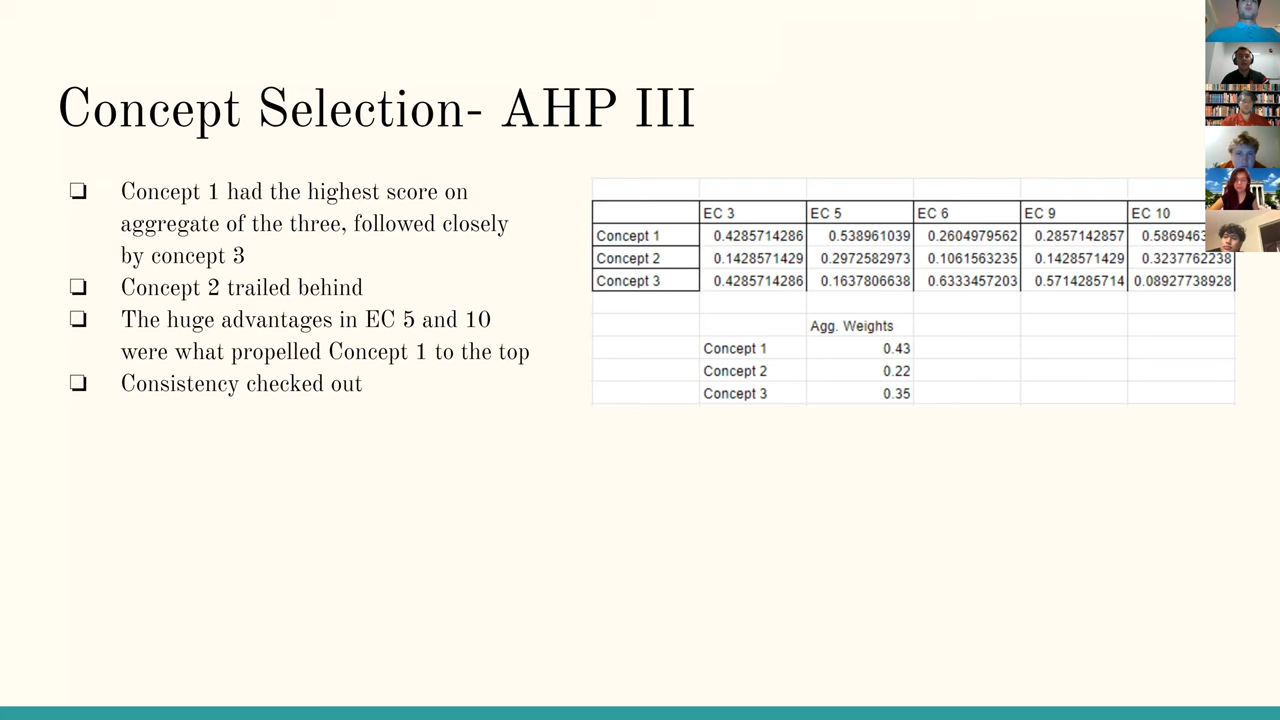 Concept Selection- AHP III
Concept 1 had the highest score on
aggregate of the three, followed closely
by concept 3
Concept 2 trailed behind
The huge advantages in EC 5 and 10
were what propelled Concept 1 to the top
Consistency checked out
EC 3 EC 5 EC 6 EC 9 EC 10
Concept 1 0.4285714286 0.538961039 0.2604979562 0.2857142857
Concept 2 0.1428571429 0.2972582973 0.1061563235 0.1428571429 0.3237762238
Concept 3 0.4285714286 0.1637806638 0.6333457203 0.5714285714 0.08927738928
Agg. Weights
Concept 1 0.43
Concept 2 0.22
Concept 3 0.35